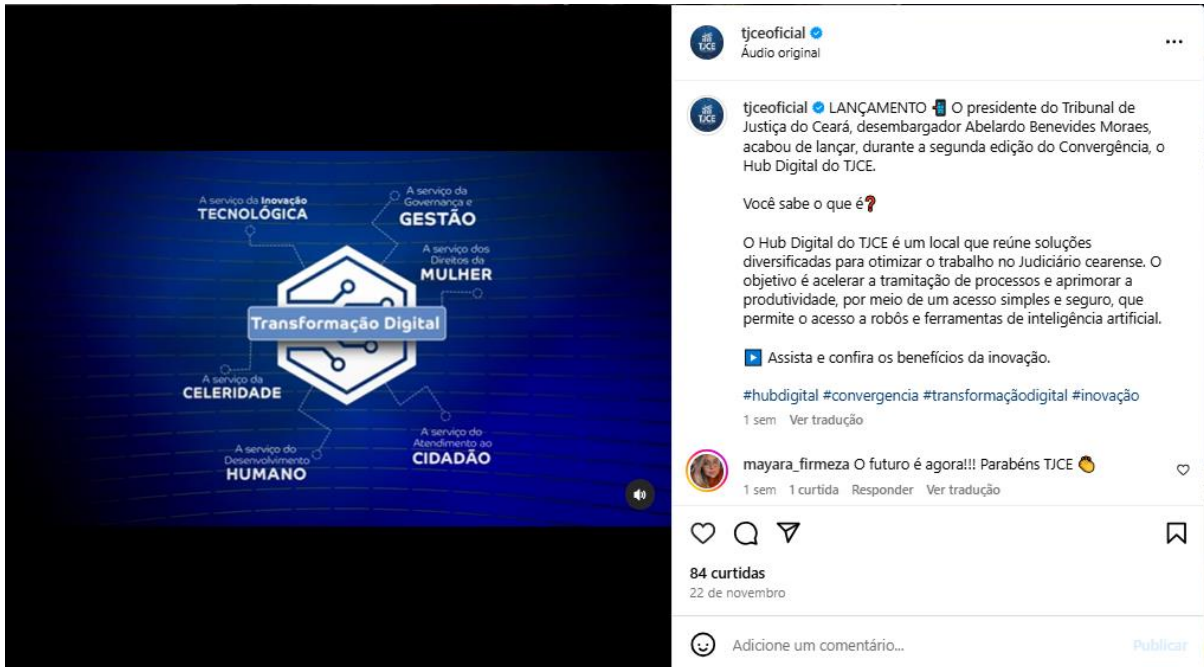 A serviço da Inovação
TECNOLÓGICA
A serviço da
Governança e
GESTÃO
A serviço dos
Direitos da
MULHER
Transformação Digital
A serviço da
CELERIDADE
A serviço do
Desenvolvimento
HUMANO
A serviço do
Atendimento ao
CIDADÃO
TJCE
tjceoficial
Áudio original
TJCE
tjceoficial LANÇAMENTO 📲 O presidente do Tribunal de
Justiça do Ceará, desembargador Abelardo Benevides Moraes,
acabou de lançar, durante a segunda edição do Convergência, o
Hub Digital do TJCE.
Você sabe o que é❓
O Hub Digital do TJCE é um local que reúne soluções
diversificadas para otimizar o trabalho no Judiciário cearense. O
objetivo é acelerar a tramitação de processos e aprimorar a
produtividade, por meio de um acesso simples e seguro, que
permite o acesso a robôs e ferramentas de inteligência artificial.
▶️ Assista e confira os benefícios da inovação.
#hubdigital #convergencia #transformaçãodigital #inovação
1 sem Ver tradução
mayara_firmeza O futuro é agora!!! Parabéns TJCE 👏
1 sem 1 curtida Responder Ver tradução
84 curtidas
22 de novembro
Adicione um comentário...
Publicar